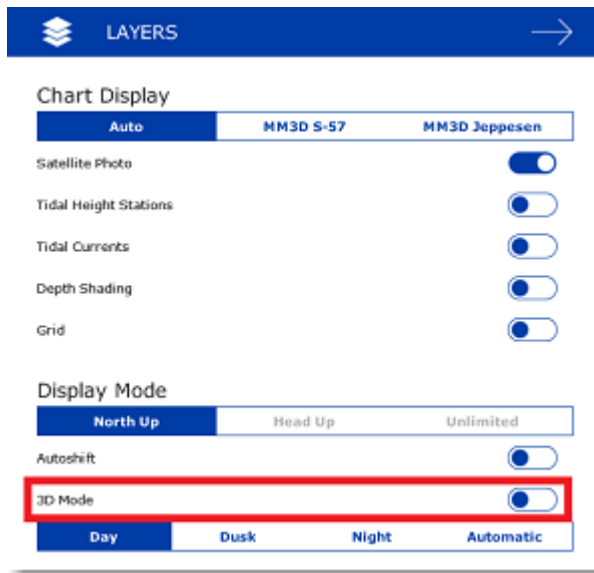 LAYERS
Chart Display
Auto MM3D S-57 MM3D Jeppesen
Satellite Photo
Tidal Height Stations
Tidal Currents
Depth Shading
Grid
Display Mode
North Up Head Up Unlimited
Autoshift
3D Mode
Day Dusk Night Automatic